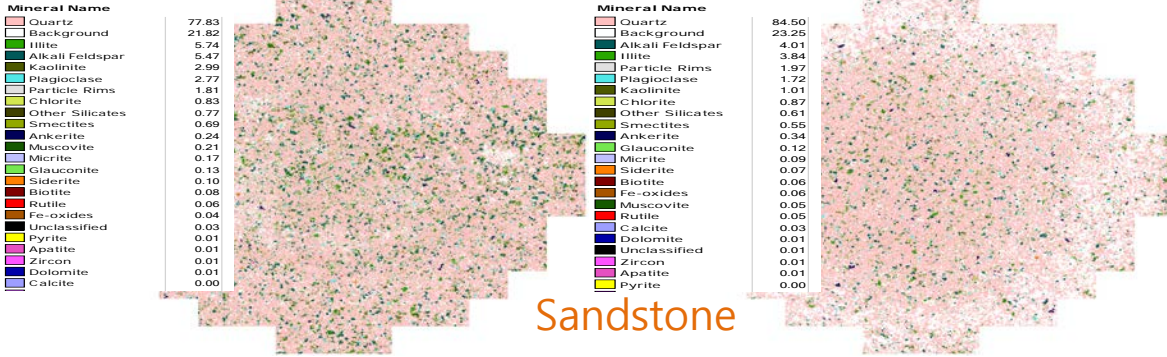 Mineral Name
Quartz 77.83
Background 21.82
Illite 5.74
Alkali Feldspar 5.47
Kaolinite 2.99
Plagioclase 2.77
Particle Rims 1.81
Chlorite 0.83
Other Silicates 0.77
Smectites 0.69
Ankerite 0.24
Muscovite 0.21
Micrite 0.17
Glauconite 0.13
Siderite 0.10
Biotite 0.08
Rutile 0.06
Fe-oxides 0.04
Unclassified 0.03
Pyrite 0.01
Apatite 0.01
Zircon 0.01
Dolomite 0.01
Calcite 0.00
Mineral Name
Quartz 84.50
Background 23.25
Alkali Feldspar 4.01
Illite 3.84
Particle Rims 1.97
Plagioclase 1.72
Kaolinite 1.01
Chlorite 0.87
Other Silicates 0.61
Smectites 0.55
Ankerite 0.34
Glauconite 0.12
Micrite 0.09
Siderite 0.07
Biotite 0.06
Fe-oxides 0.06
Muscovite 0.05
Rutile 0.05
Calcite 0.03
Dolomite 0.01
Unclassified 0.01
Zircon 0.01
Apatite 0.01
Pyrite 0.00
Sandstone